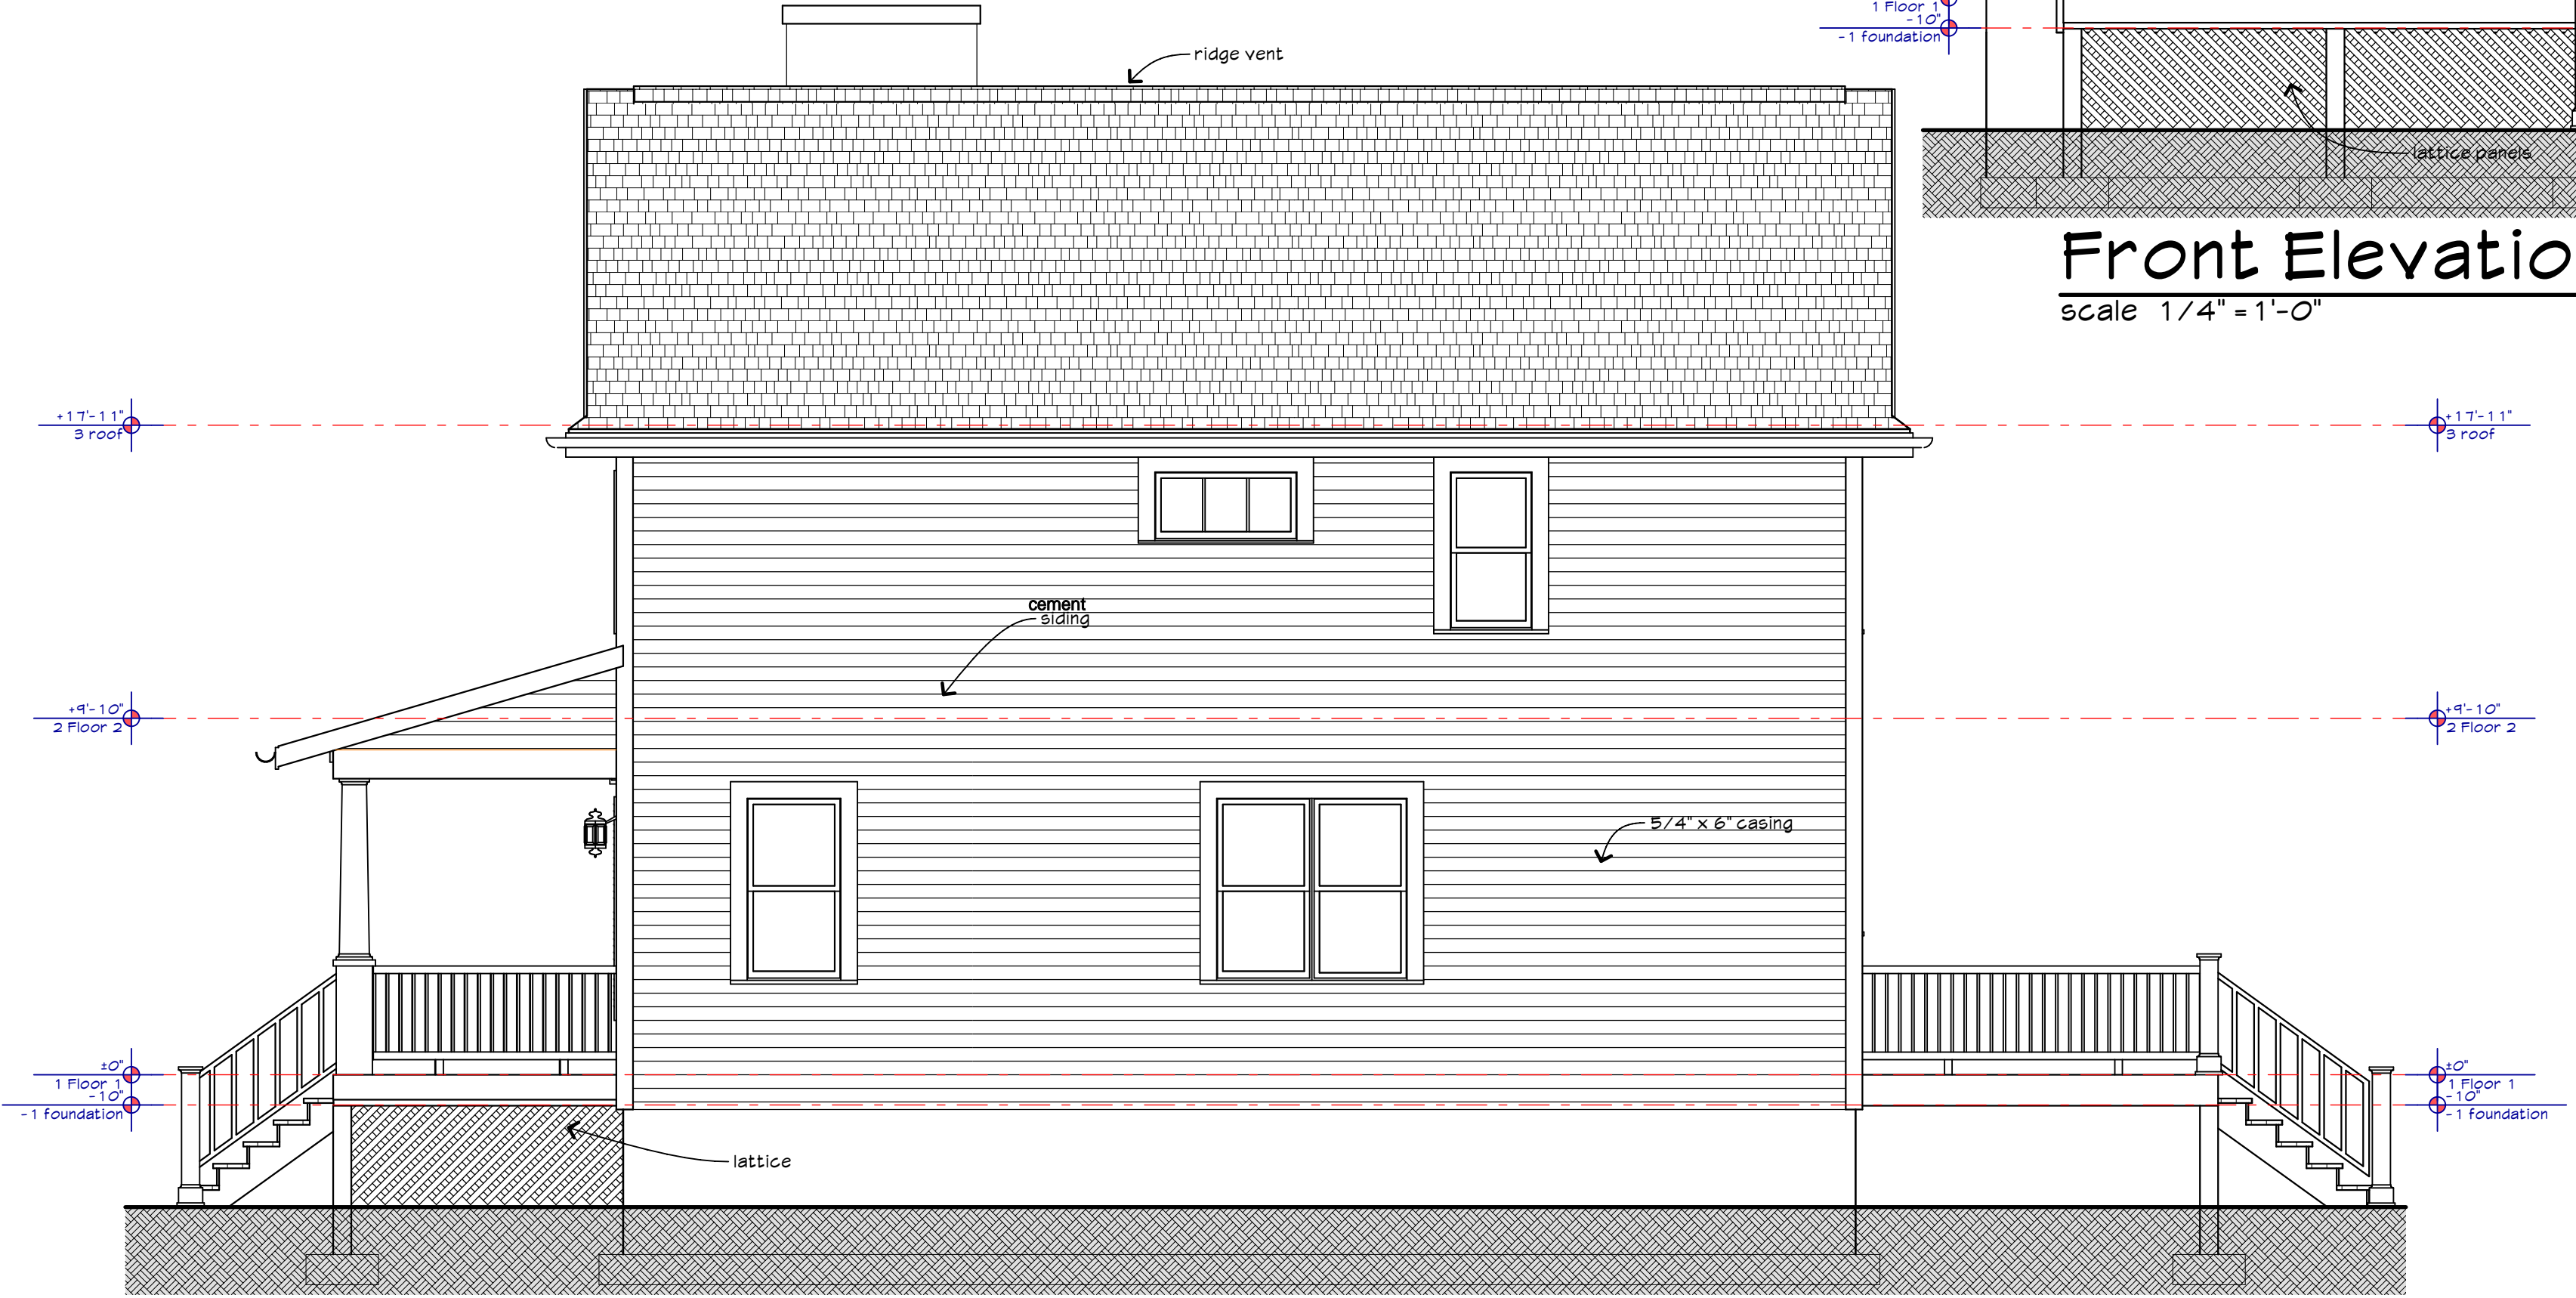 1 Floor 1
-10"
-1 foundation
ridge vent
lattice panels
Front Elevatio
scale 1/4" = 1'-0"
+17'-11"
3 roof
+17'-11"
3 roof
cement
siding
+9'-10"
2 Floor 2
+9'-10"
2 Floor 2
5/4" x 6" casing
±0"
1 Floor 1
-10"
-1 foundation
±0"
1 Floor 1
-10"
-1 foundation
lattice